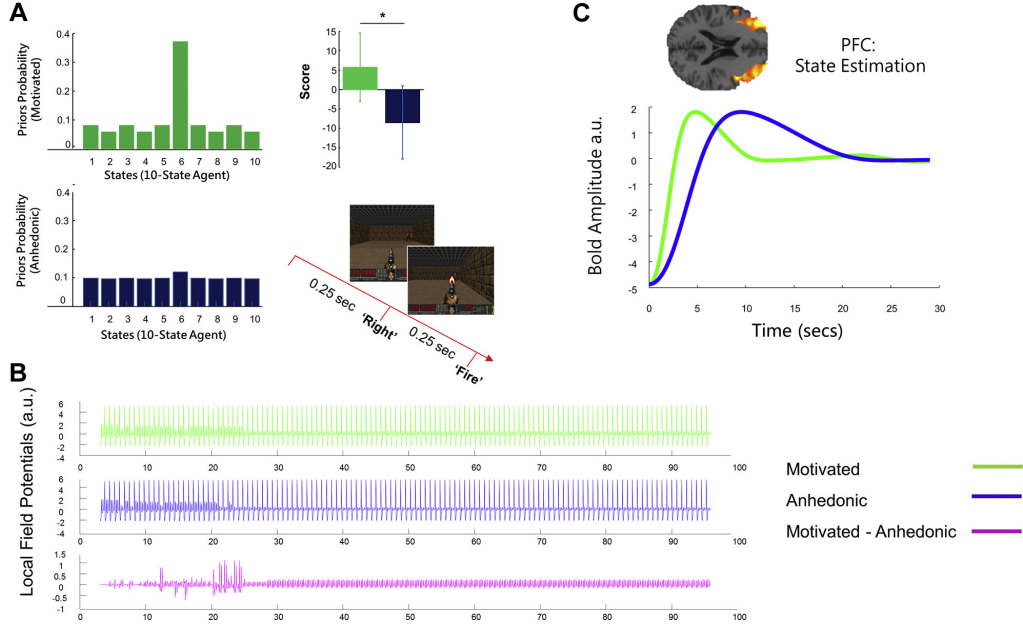 A
Priors Probability
(Motivated)
0.4
0.3
0.2
0.1
0
1 2 3 4 5 6 7 8 9 10
States (10-State Agent)
Score
*
15
10
5
0
-5
-10
-15
-20
Priors Probability
(Anhedonic)
0.4
0.3
0.2
0.1
0
1 2 3 4 5 6 7 8 9 10
States (10-State Agent)
0.25 sec
'Right'
0.25 sec
'Fire'
C
PFC:
State Estimation
Bold Amplitude a.u.
2
1
0
-1
-2
-4
-5
0 5 10 15 20 25 30
Time (secs)
B
Local Field Potentials (a.u.)
6
4
2
0
-2
-4
0 10 20 30 40 50 60 70 80 90 100
6
4
2
0
-2
-4
0 10 20 30 40 50 60 70 80 90 100
1.5
1
0.5
0
-0.5
-1
0 10 20 30 40 50 60 70 80 90 100
Motivated
Anhedonic
Motivated - Anhedonic